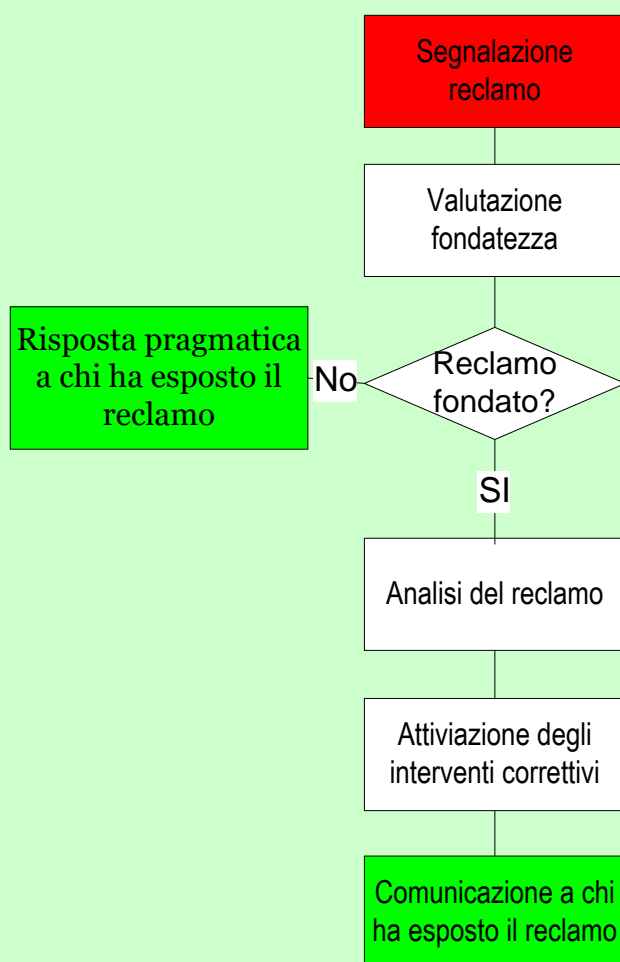 Segnalazione
reclamo
Valutazione
fondatezza
Reclamo
fondato?
No
Risposta pragmatica
a chi ha esposto il
reclamo
SI
Analisi del reclamo
Attiviazione degli
interventi correttivi
Comunicazione a chi
ha esposto il reclamo